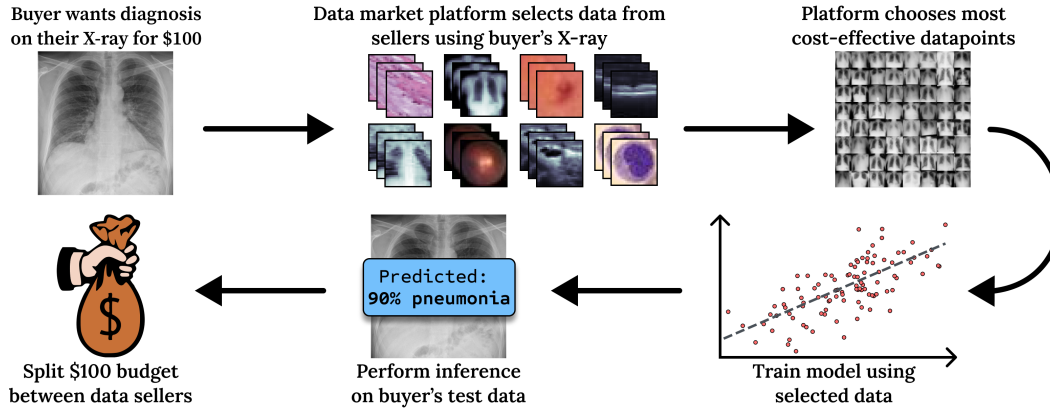 Buyer wants diagnosis
on their X-ray for $100
Data market platform selects data from
sellers using buyer's X-ray
Platform chooses most
cost-effective datapoints
Predicted:
90% pneumonia
$
Split $100 budget
between data sellers
Perform inference
on buyer's test data
Train model using
selected data